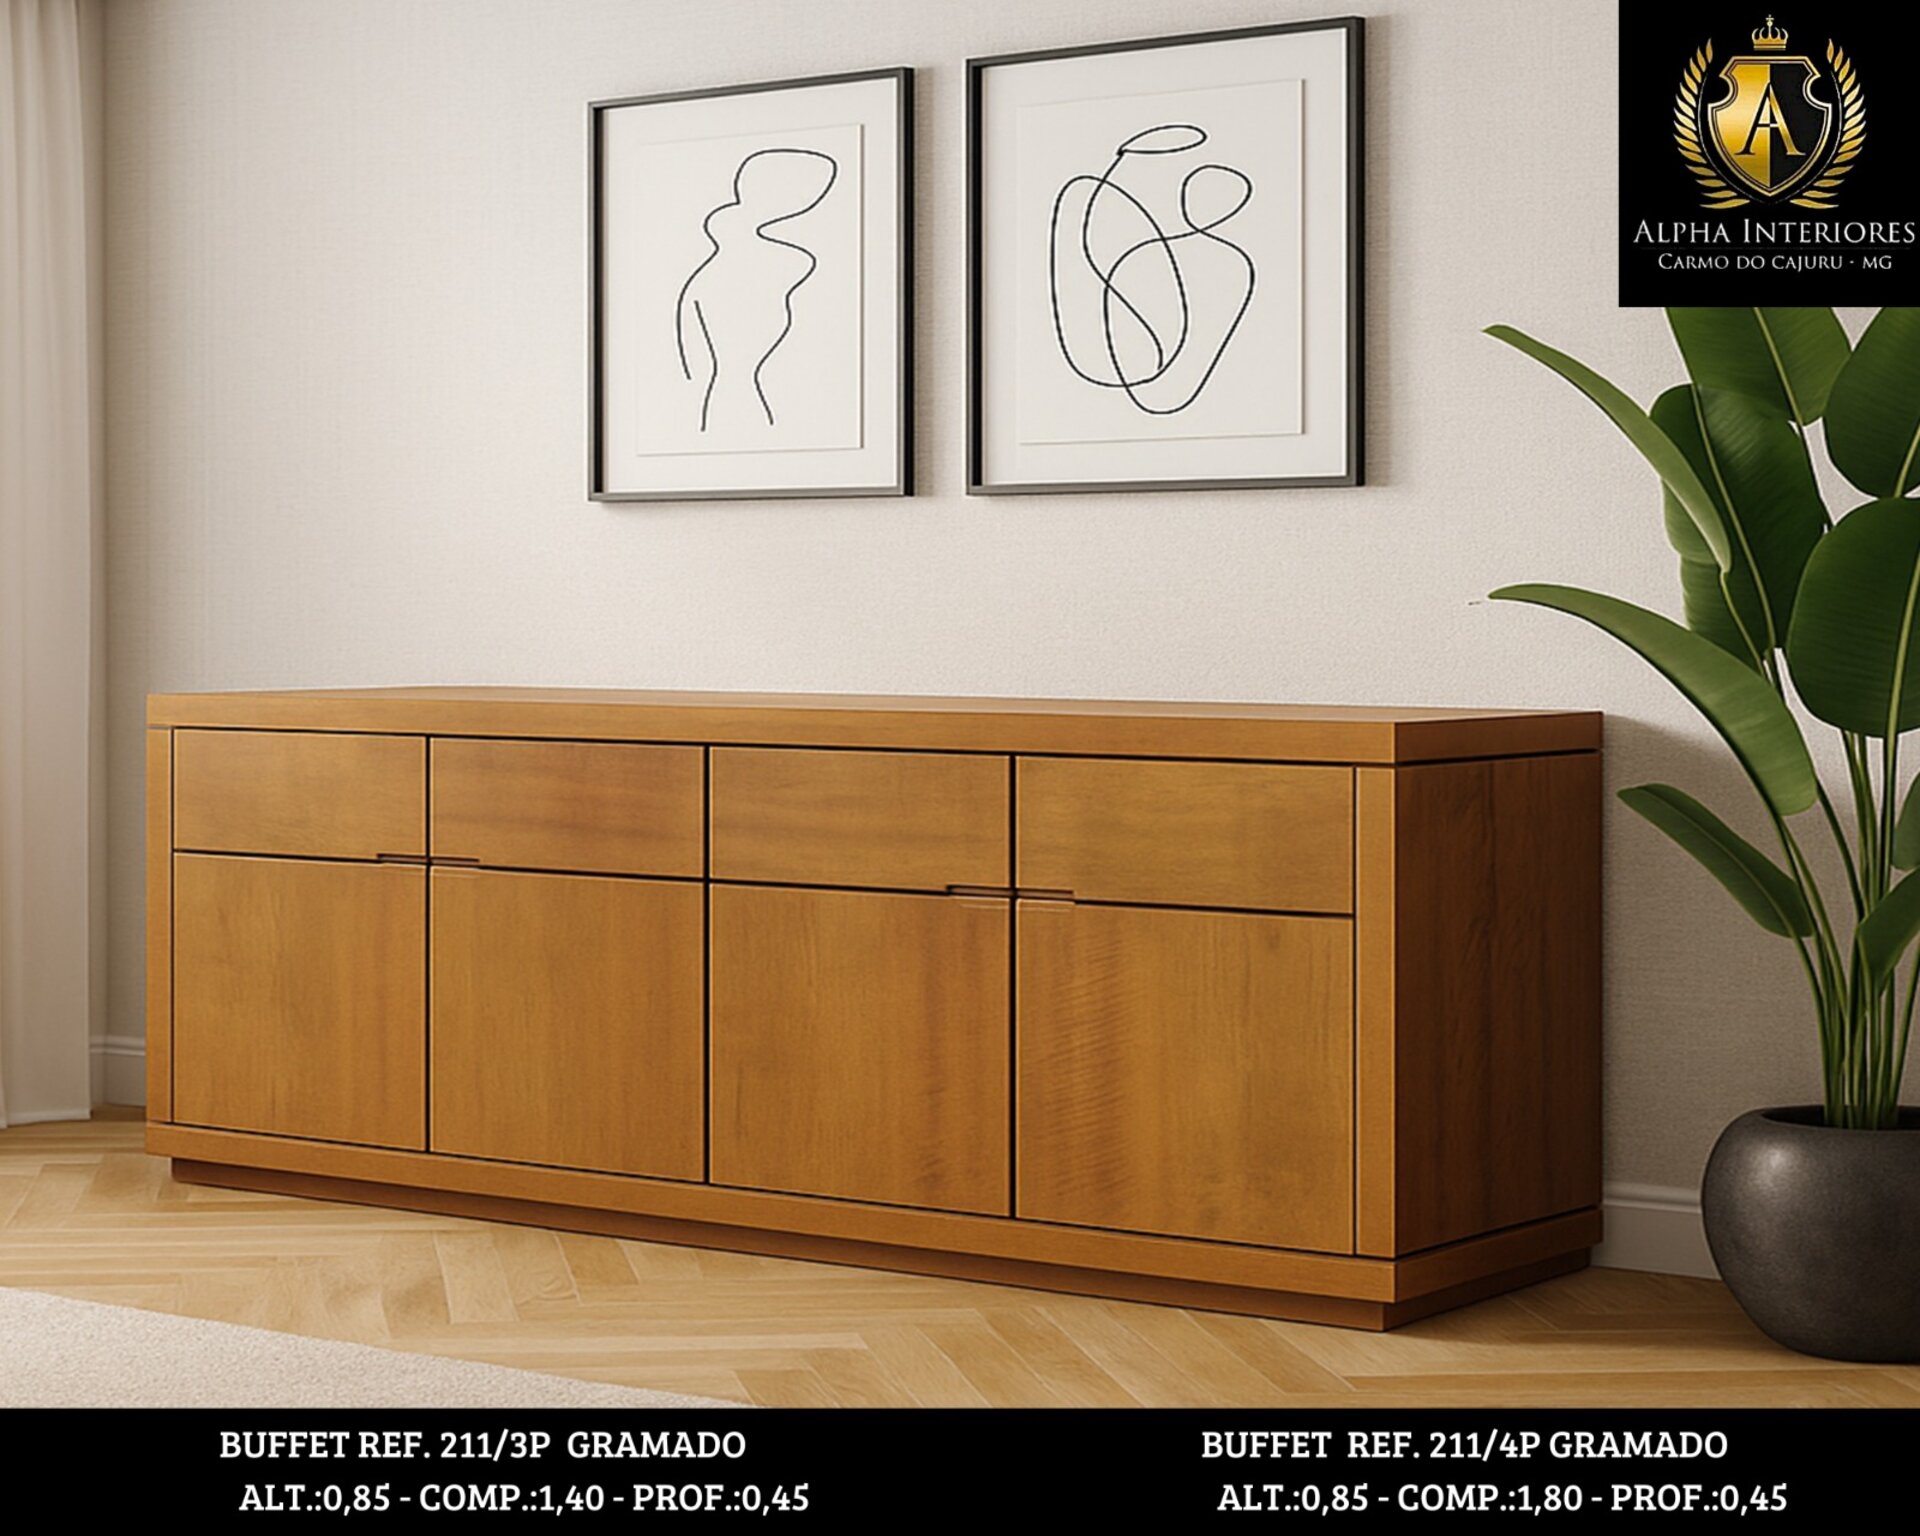 A
ALPHA INTERIORES
CARMO DO CAJURU - MG
BUFFET REF. 211/3P GRAMADO
ALT.:0,85 - COMP.:1,40 - PROF.:0,45
BUFFET REF. 211/4P GRAMADO
ALT.:0,85 - COMP.:1,80 - PROF.:0,45